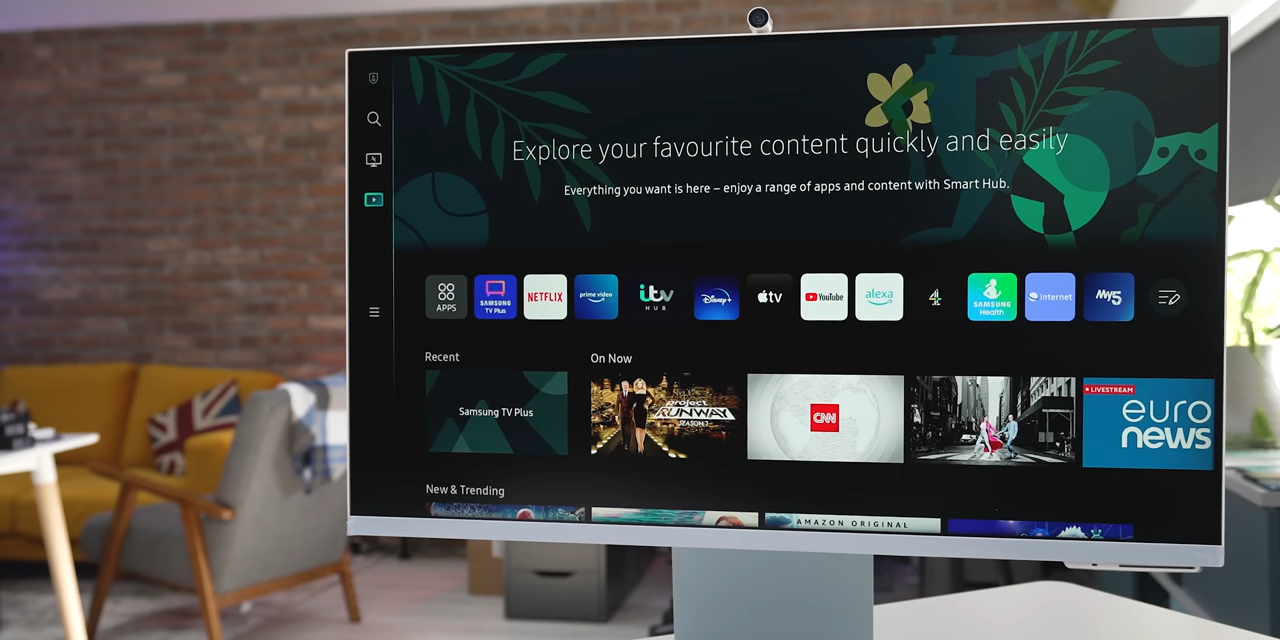 Explore your favourite content quickly and easily
Everything you want is here – enjoy a range of apps and content with Smart Hub.
APPS
SAMSUNG
TV Plus
NETFLIX
prime video
itv
HUB
Disney+
tv
YouTube
alexa
4
SAMSUNG
Health
Internet
My5
Recent
On Now
Samsung TV Plus
project
RUNWAY
SEASON 7
CNN
LIVESTREAM
euro
news
New & Trending
AMAZON ORIGINAL